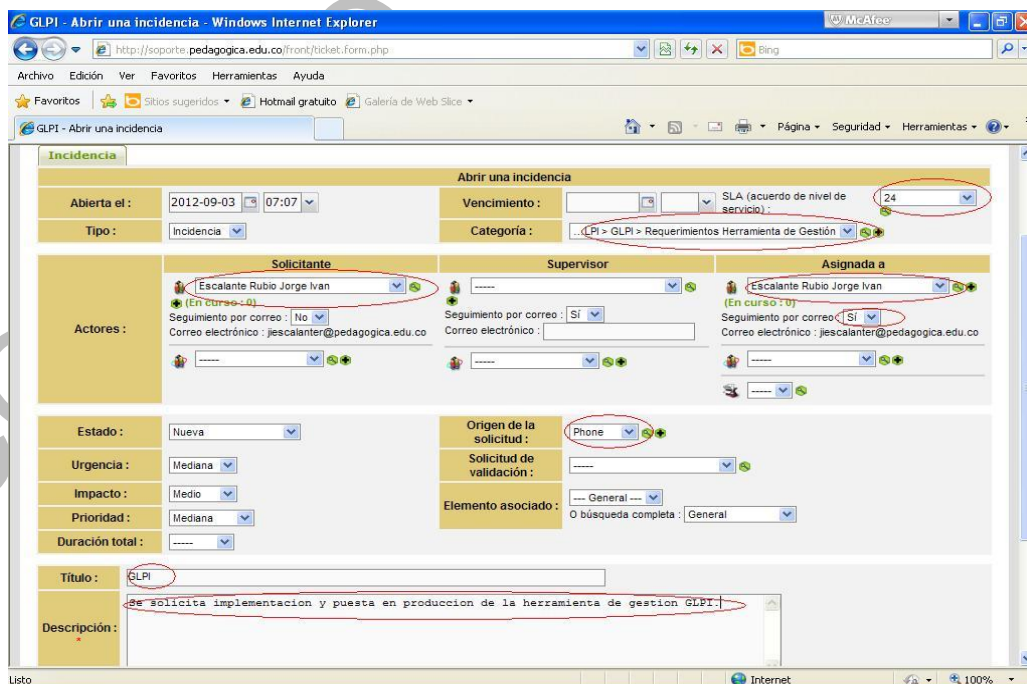 GLPI - Abrir una incidencia - Windows Internet Explorer
McAfee
http://soporte.pedagogica.edu.co/front/ticket.form.php
Bing
Archivo Edición Ver Favoritos Herramientas Ayuda
Favoritos Sitios sugeridos Hotmail gratuito Galería de Web Slice
GLPI - Abrir una incidencia
Página Seguridad Herramientas
Incidencia
Abrir una incidencia
Abierta el : 2012-09-03 07:07 Vencimiento : SLA (acuerdo de nivel de servicio) : 24
Tipo : Incidencia Categoría : ...LPI > GLPI > Requerimientos Herramienta de Gestión
Solicitante Supervisor Asignada a
Actores :
Escalante Rubio Jorge Ivan ----- Escalante Rubio Jorge Ivan
(En curso : 0) (En curso : 0)
Seguimiento por correo : No Seguimiento por correo : Sí Seguimiento por correo : Sí
Correo electrónico : jiescalanter@pedagogica.edu.co Correo electrónico : Correo electrónico : jiescalanter@pedagogica.edu.co
----- ----- -----
-----
Estado : Nueva Origen de la solicitud : Phone
Urgencia : Mediana Solicitud de validación : -----
Impacto : Medio Elemento asociado : --- General ---
Prioridad : Mediana O búsqueda completa : General
Duración total : -----
Título : GLPI
Descripción : * Se solicita implementacion y puesta en produccion de la herramienta de gestion GLPI.
Listo Internet 100%